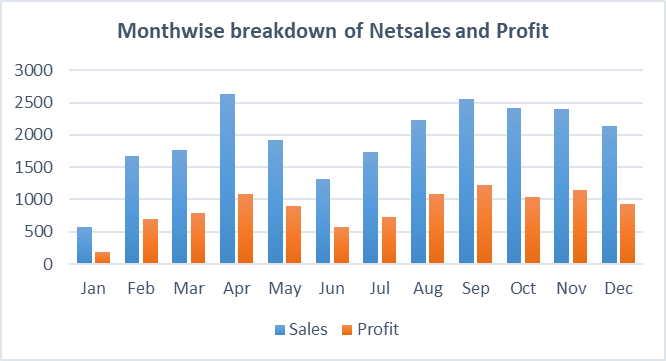 Monthwise breakdown of Netsales and Profit
3000
2500
2000
1500
1000
500
0
Jan Feb Mar Apr May Jun Jul Aug Sep Oct Nov Dec
Sales Profit